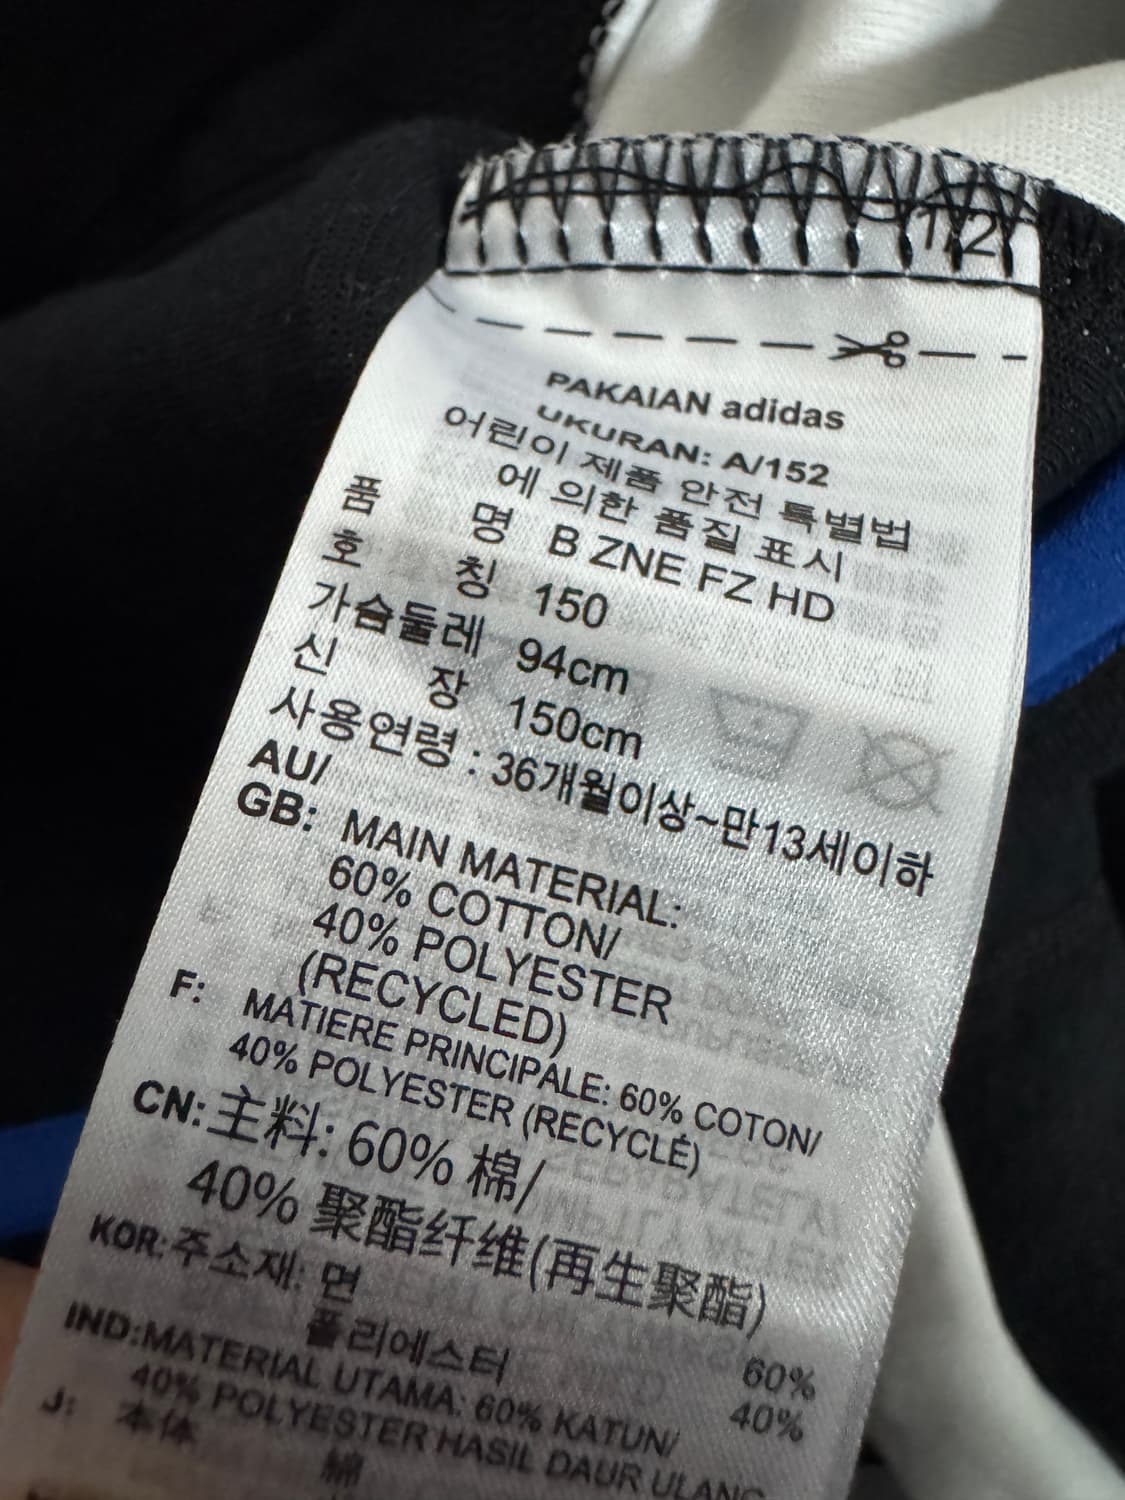 1/2
PAKAIAN adidas
UKURAN: A/152
어린이 제품 안전 특별법
에 의한 품질 표시
품 명 B ZNE FZ HD
호 칭 150
가슴둘레 94cm
신 장 150cm
사용연령 : 36개월이상~만13세이하
AU/
GB: MAIN MATERIAL:
60% COTTON/
40% POLYESTER
(RECYCLED)
F: MATIERE PRINCIPALE: 60% COTON/
40% POLYESTER (RECYCLÉ)
CN: 主料: 60% 棉/
40% 聚酯纤维(再生聚酯)
KOR: 주소재: 면 60%
폴리에스터 40%
IND:MATERIAL UTAMA: 60% KATUN/
40% POLYESTER HASIL DAUR ULANG
J: 本体 綿